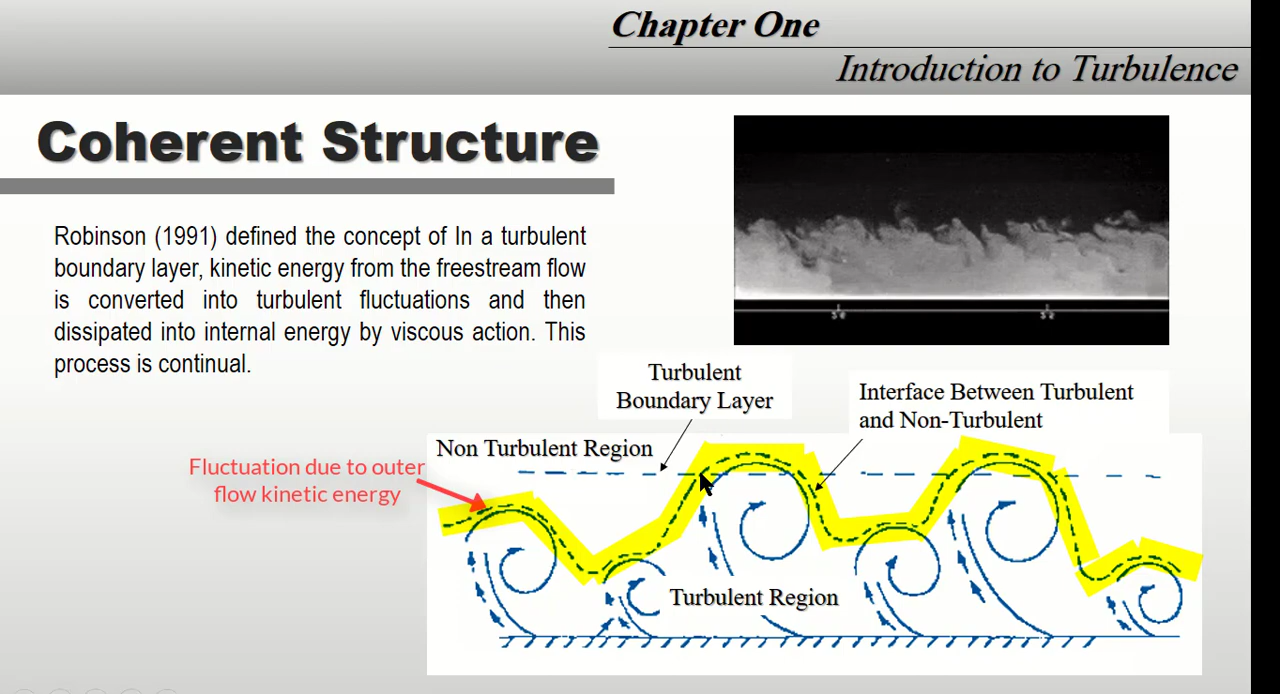 Chapter One
Introduction to Turbulence
Coherent Structure
Robinson (1991) defined the concept of In a turbulent
boundary layer, kinetic energy from the freestream flow
is converted into turbulent fluctuations and then
dissipated into internal energy by viscous action. This
process is continual.
Turbulent
Boundary Layer
Interface Between Turbulent
and Non-Turbulent
Non Turbulent Region
Fluctuation due to outer
flow kinetic energy
Turbulent Region